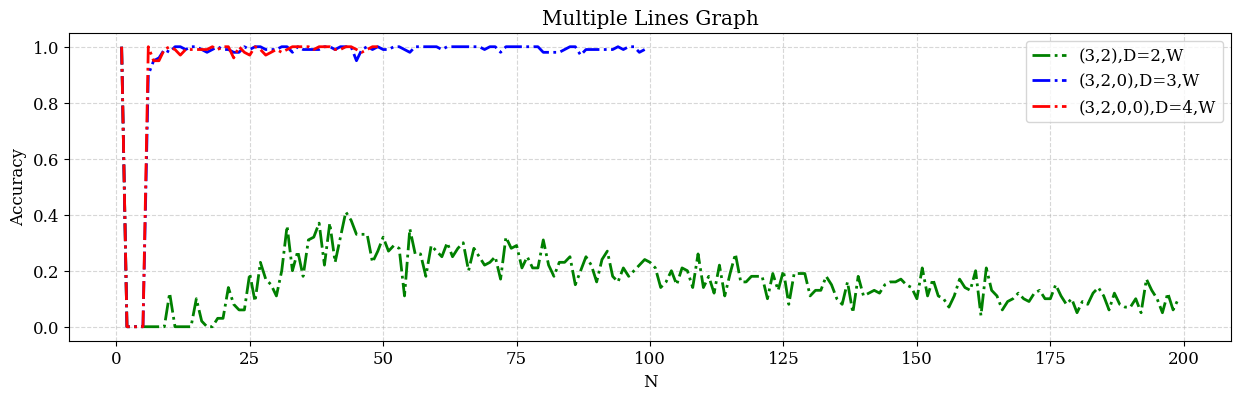 Multiple Lines Graph
1.0
0.8
0.6
0.4
0.2
0.0
Accuracy
(3,2),D=2,W
(3,2,0),D=3,W
(3,2,0,0),D=4,W
0 25 50 75 100 125 150 175 200
N